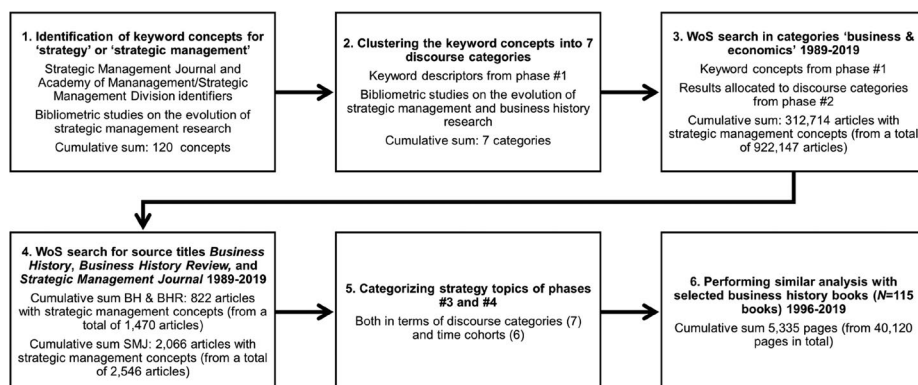 1. Identification of keyword concepts for
'strategy' or 'strategic management'
Strategic Management Journal and
Academy of Mananagement/Strategic
Management Division identifiers
Bibliometric studies on the evolution of
strategic management research
Cumulative sum: 120 concepts
2. Clustering the keyword concepts into 7
discourse categories
Keyword descriptors from phase #1
Bibliometric studies on the evolution of
strategic management and business history
research
Cumulative sum: 7 categories
3. WoS search in categories 'business &
economics' 1989-2019
Keyword concepts from phase #1
Results allocated to discourse categories
from phase #2
Cumulative sum: 312,714 articles with
strategic management concepts (from a total
of 922,147 articles)
4. WoS search for source titles Business
History, Business History Review, and
Strategic Management Journal 1989-2019
Cumulative sum BH & BHR: 822 articles
with strategic management concepts (from a
total of 1,470 articles)
Cumulative sum SMJ: 2,066 articles with
strategic management concepts (from a total
of 2,546 articles)
5. Categorizing strategy topics of phases
#3 and #4
Both in terms of discourse categories (7)
and time cohorts (6)
6. Performing similar analysis with
selected business history books (N=115
books) 1996-2019
Cumulative sum 5,335 pages (from 40,120
pages in total)